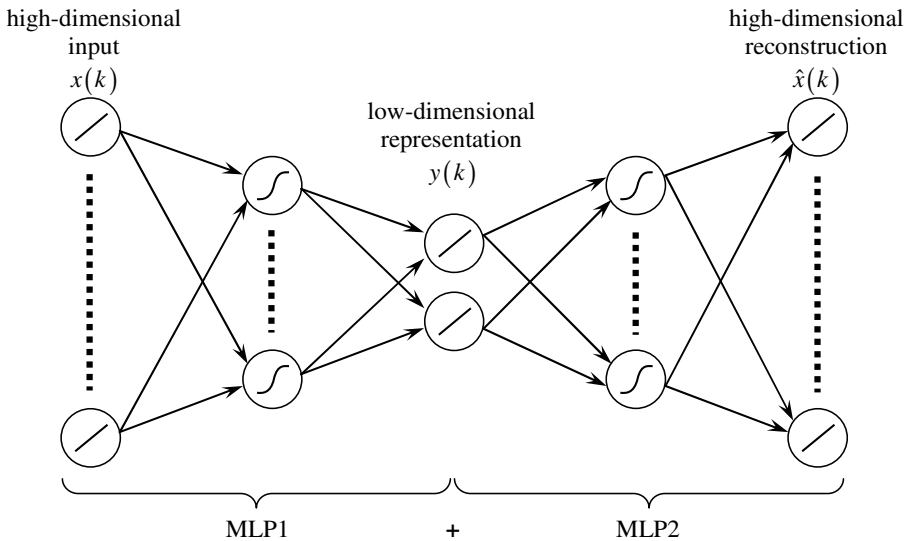 high-dimensional
input
x(k)
low-dimensional
representation
y(k)
high-dimensional
reconstruction
x̂(k)
MLP1 + MLP2